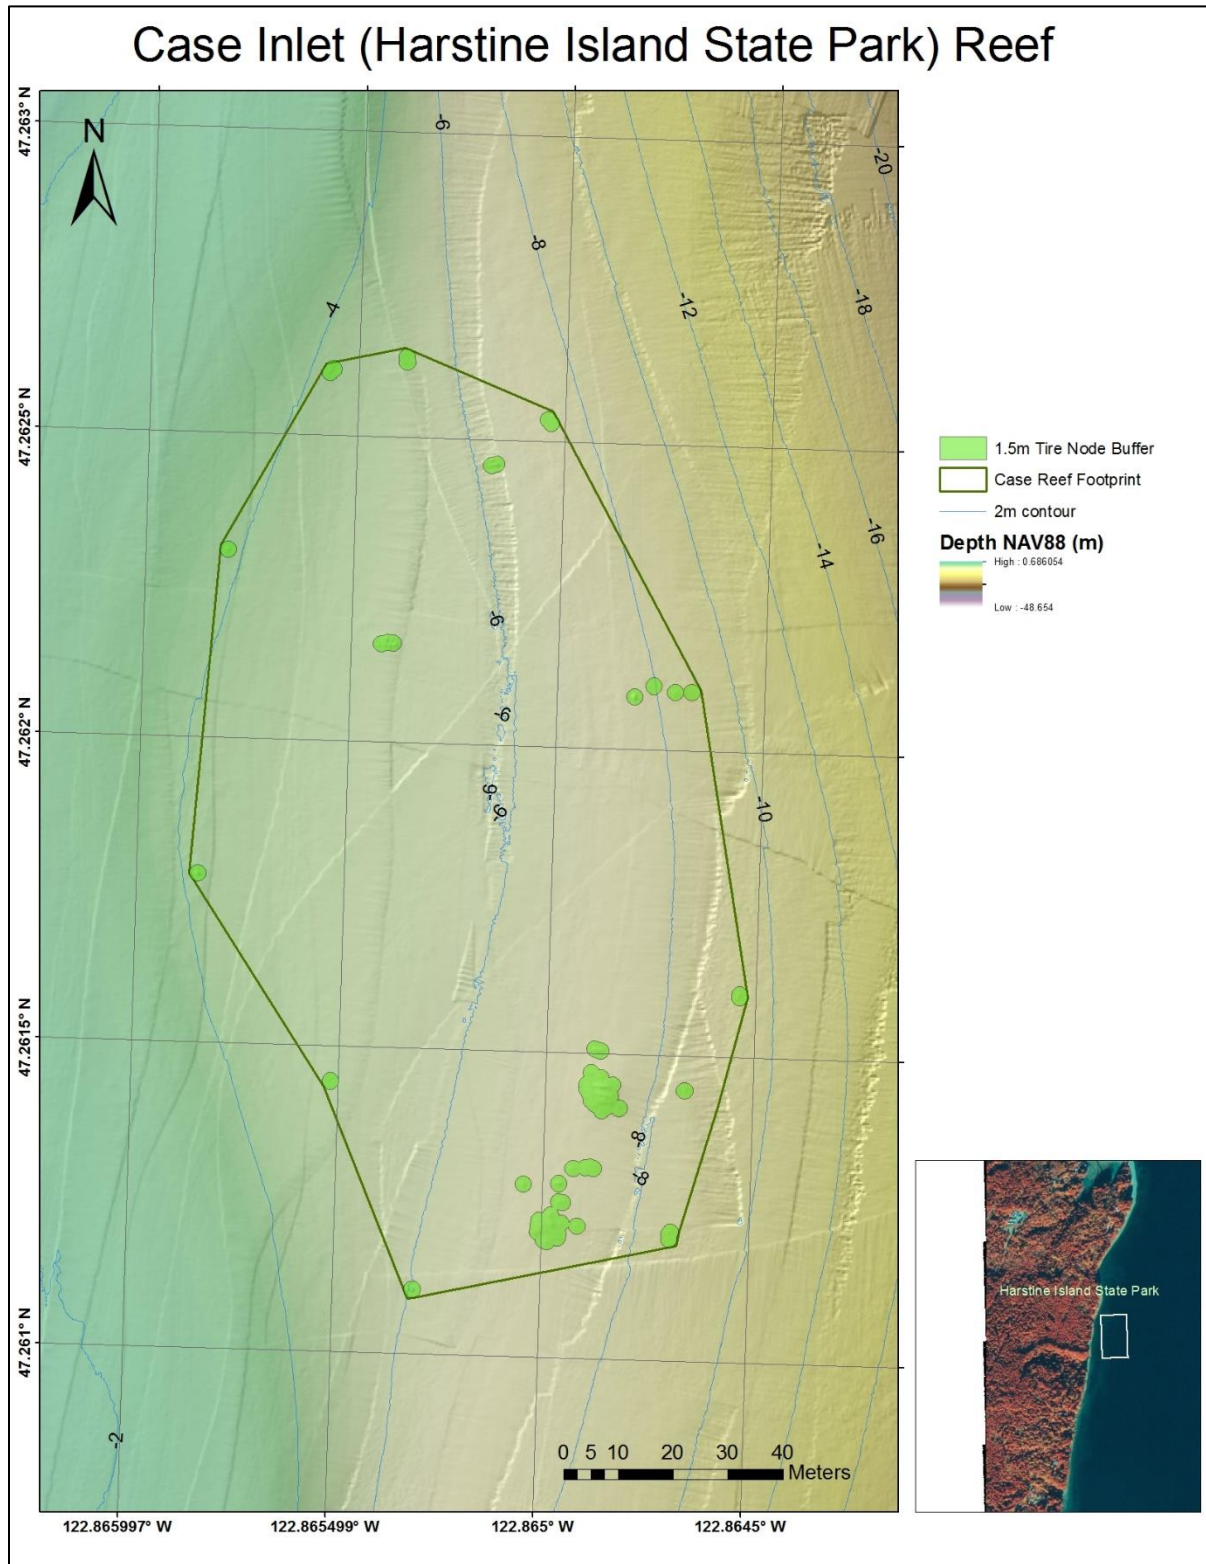 Case Inlet (Harstine Island State Park) Reef
47.263° N
N
-6
-20
-8
-4
-12
-18
47.2625° N
-16
-14
1.5m Tire Node Buffer
Case Reef Footprint
2m contour
Depth NAV88 (m)
High : 0.686054
Low : -48.654
-6
47.262° N
-6
-6
-6
-10
47.2615° N
-8
-8
Harstine Island State Park
47.261° N
-2
0 5 10 20 30 40
Meters
122.865997° W 122.865499° W 122.865° W 122.8645° W